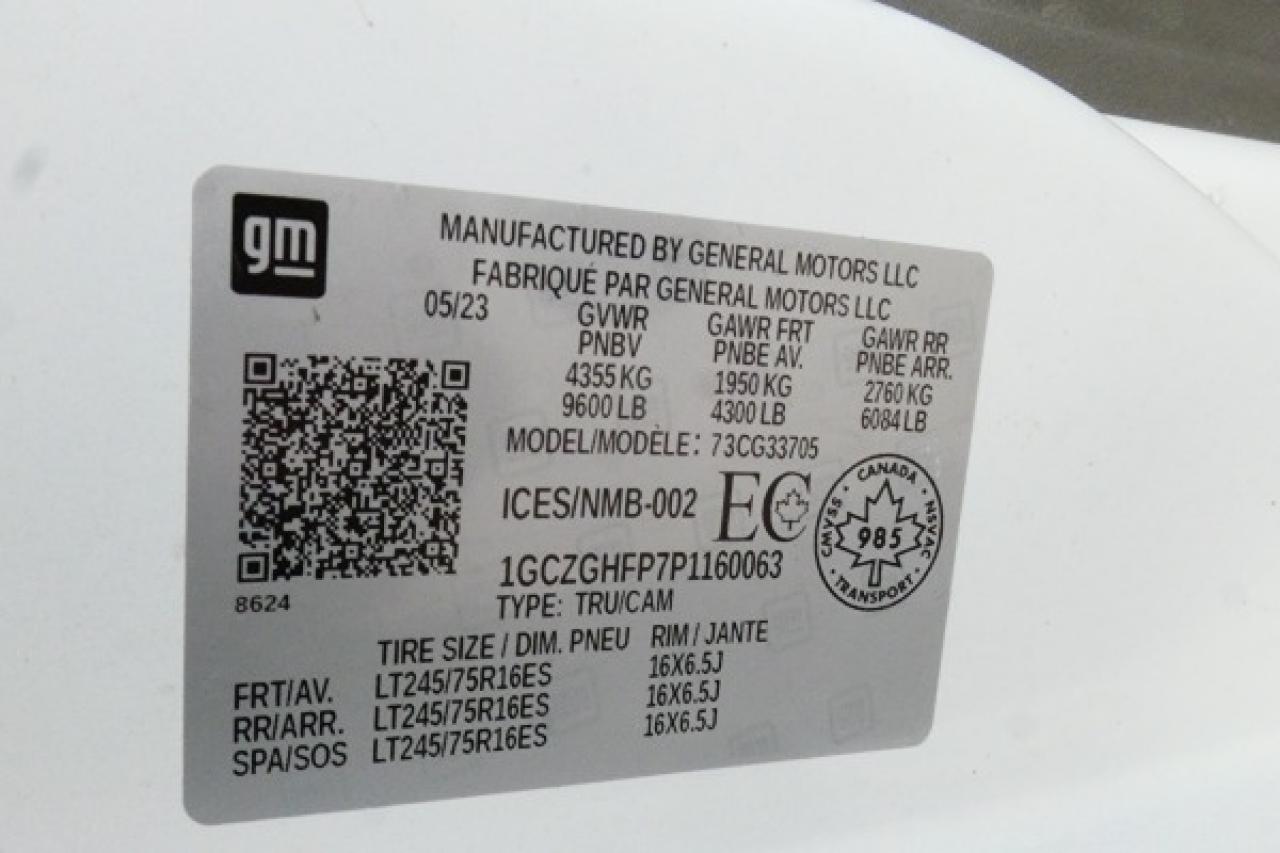 gm
MANUFACTURED BY GENERAL MOTORS LLC
FABRIQUÉ PAR GENERAL MOTORS LLC
05/23
GVWR GAWR FRT GAWR RR
PNBV PNBE AV. PNBE ARR.
4355 KG 1950 KG 2760 KG
9600 LB 4300 LB 6084 LB
MODEL/MODÈLE: 73CG33705
ICES/NMB-002 EC
CANADA
CMVSS 985 NSVAC
TRANSPORT
1GCZGHFP7P1160063
8624
TYPE: TRU/CAM
TIRE SIZE / DIM. PNEU RIM / JANTE
FRT/AV. LT245/75R16ES 16X6.5J
RR/ARR. LT245/75R16ES 16X6.5J
SPA/SOS LT245/75R16ES 16X6.5J